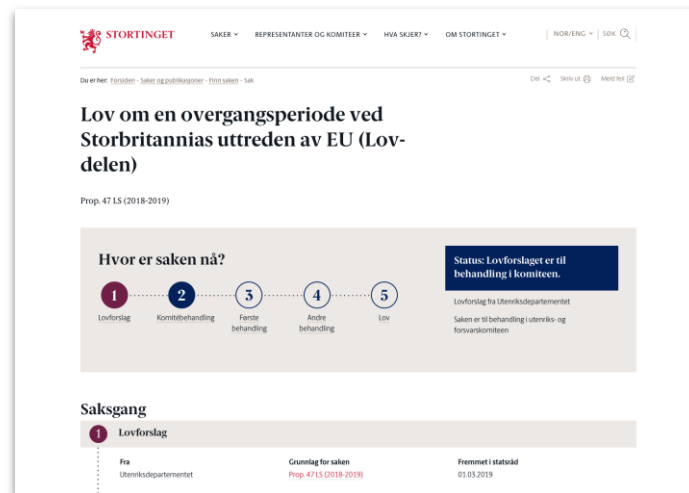 STORTINGET
SAKER
REPRESENTANTER OG KOMITEER
HVA SKJER?
OM STORTINGET
NOR/ENG
SØK
Du er her: Forsiden - Saker og publikasjoner - Finn saken - Sak
Del
Skriv ut
Meld feil
Lov om en overgangsperiode ved
Storbritannias uttreden av EU (Lov-
delen)
Prop. 47 LS (2018-2019)
Hvor er saken nå?
1
2
3
4
5
Lovforslag
Komitébehandling
Første
behandling
Andre
behandling
Lov
Status: Lovforslaget er til
behandling i komiteen.
Lovforslag fra Utenriksdepartementet
Saken er til behandling i utenriks- og
forsvarskomiteen
Saksgang
1 Lovforslag
Fra
Utenriksdepartementet
Grunnlag for saken
Prop. 47 LS (2018-2019)
Fremmet i statsråd
01.03.2019